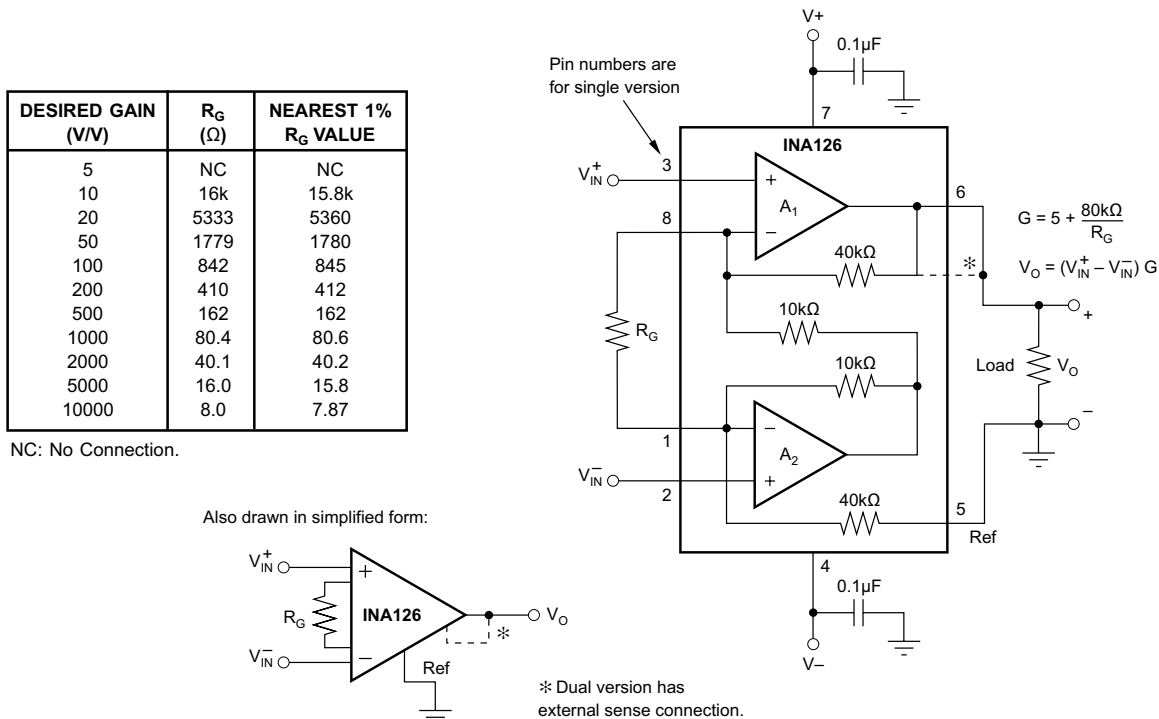 DESIRED GAIN (V/V) R_G (Ω) NEAREST 1% R_G VALUE
5 NC NC
10 16k 15.8k
20 5333 5360
50 1779 1780
100 842 845
200 410 412
500 162 162
1000 80.4 80.6
2000 40.1 40.2
5000 16.0 15.8
10000 8.0 7.87
NC: No Connection.
Pin numbers are
for single version
V+
0.1µF
7
INA126
3
V_IN^+
+
A_1
6
8
−
40kΩ
*
G = 5 + 80kΩ / R_G
V_O = (V_IN^+ – V_IN^–) G
R_G
10kΩ
+
10kΩ
Load
V_O
−
1
−
A_2
V_IN^–
2
+
40kΩ
5
Ref
4
0.1µF
V–
Also drawn in simplified form:
V_IN^+
+
R_G
INA126
V_O
*
V_IN^–
−
Ref
* Dual version has
external sense connection.